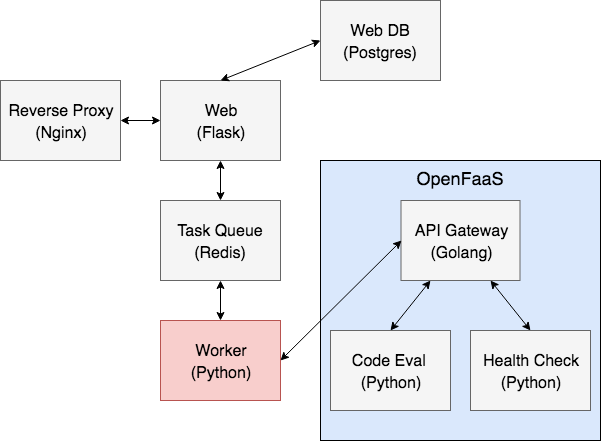 Web DB
(Postgres)
Reverse Proxy
(Nginx)
Web
(Flask)
OpenFaaS
Task Queue
(Redis)
API Gateway
(Golang)
Worker
(Python)
Code Eval
(Python)
Health Check
(Python)